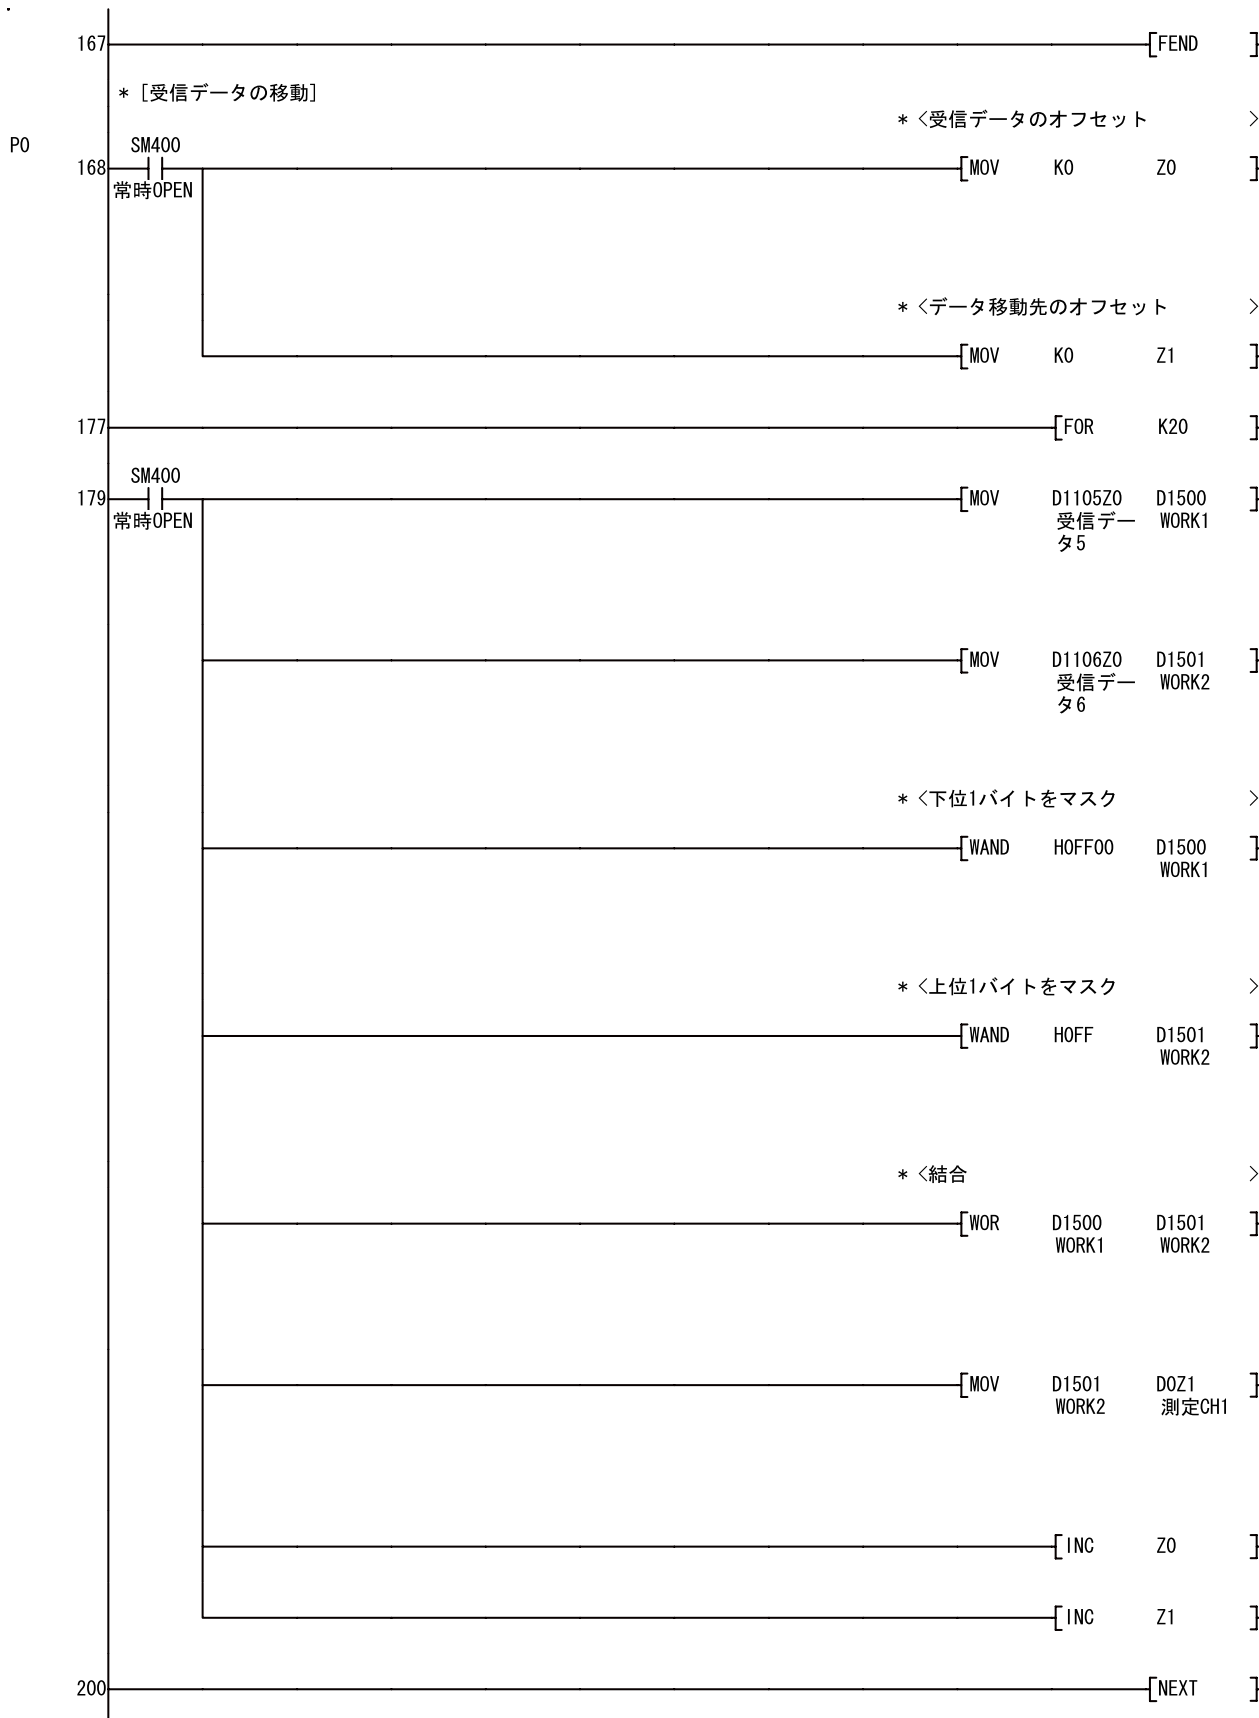 167 [FEND ]
* [受信データの移動]
* <受信データのオフセット >
P0
SM400
168 [MOV K0 Z0 ]
常時OPEN
* <データ移動先のオフセット >
[MOV K0 Z1 ]
177 [FOR K20 ]
SM400
179 [MOV D1105Z0 D1500 ]
常時OPEN 受信デー WORK1
タ5
[MOV D1106Z0 D1501 ]
受信デー WORK2
タ6
* <下位1バイトをマスク >
[WAND H0FF00 D1500 ]
WORK1
* <上位1バイトをマスク >
[WAND H0FF D1501 ]
WORK2
* <結合 >
[WOR D1500 D1501 ]
WORK1 WORK2
[MOV D1501 D0Z1 ]
WORK2 測定CH1
[INC Z0 ]
[INC Z1 ]
200 [NEXT ]